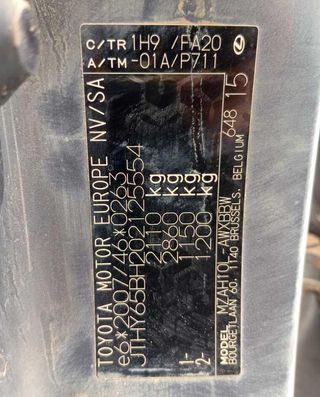 C/TR 1H9 /FA20
A/TM -01A/P711
TOYOTA MOTOR EUROPE NV/SA
e6*2007/46*0263
JTHY65BH202125554
2110 kg
2860 kg
1- 1150 kg
2- 1200 kg
648 15
MODEL MZAH10L-AWXBBW
BOURGETLAAN 60, 1140 BRUSSELS, BELGIUM